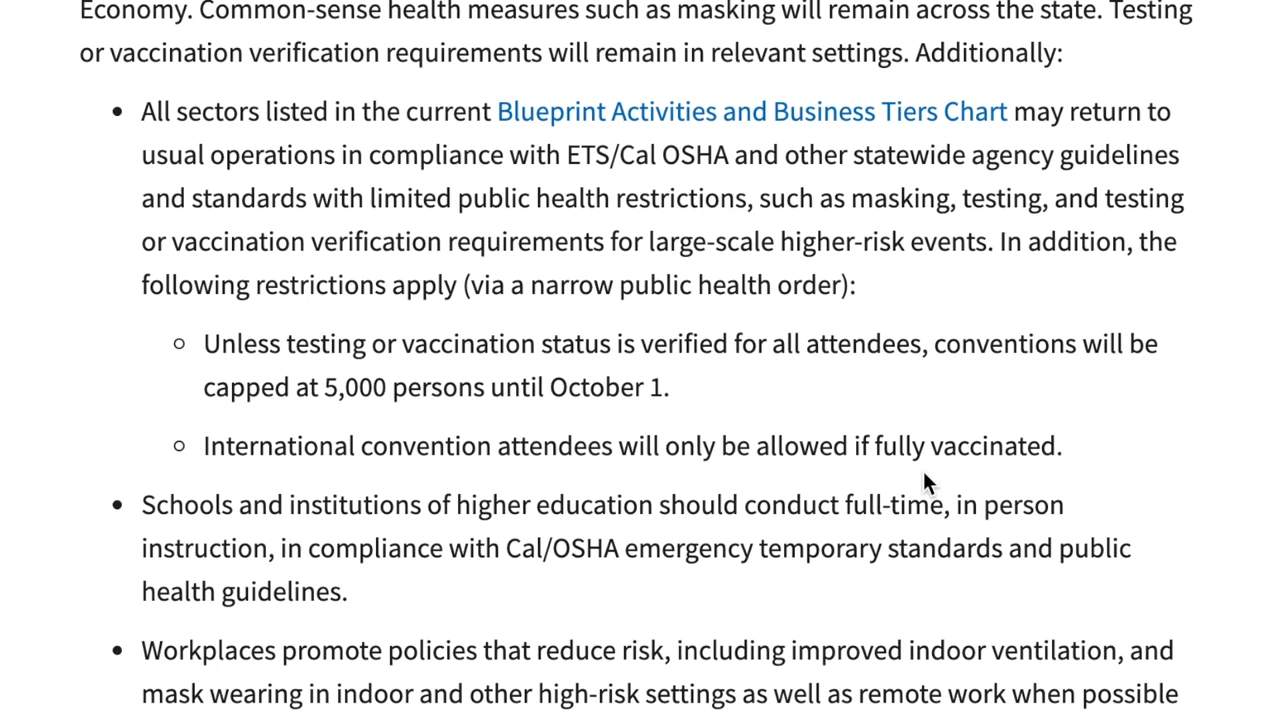 Economy. Common-sense health measures such as masking will remain across the state. Testing
or vaccination verification requirements will remain in relevant settings. Additionally:
• All sectors listed in the current Blueprint Activities and Business Tiers Chart may return to
usual operations in compliance with ETS/Cal OSHA and other statewide agency guidelines
and standards with limited public health restrictions, such as masking, testing, and testing
or vaccination verification requirements for large-scale higher-risk events. In addition, the
following restrictions apply (via a narrow public health order):
◦ Unless testing or vaccination status is verified for all attendees, conventions will be
capped at 5,000 persons until October 1.
◦ International convention attendees will only be allowed if fully vaccinated.
• Schools and institutions of higher education should conduct full-time, in person
instruction, in compliance with Cal/OSHA emergency temporary standards and public
health guidelines.
• Workplaces promote policies that reduce risk, including improved indoor ventilation, and
mask wearing in indoor and other high-risk settings as well as remote work when possible